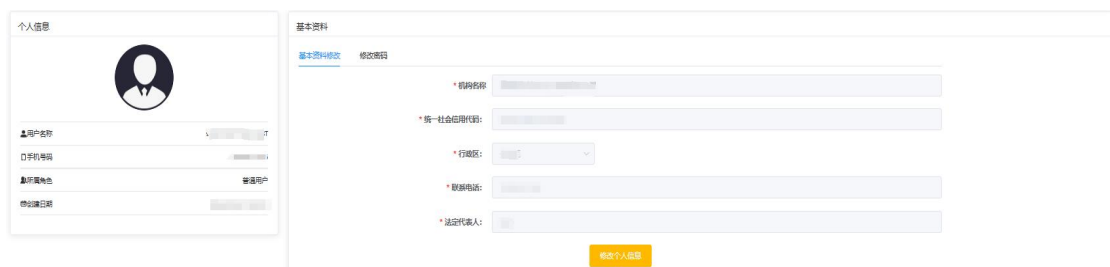 个人信息
用户名称
手机号码
所属角色 普通用户
创建日期
基本资料
基本资料修改 修改密码
* 机构名称
* 统一社会信用代码：
* 行政区：
* 联系电话：
* 法定代表人：
修改个人信息